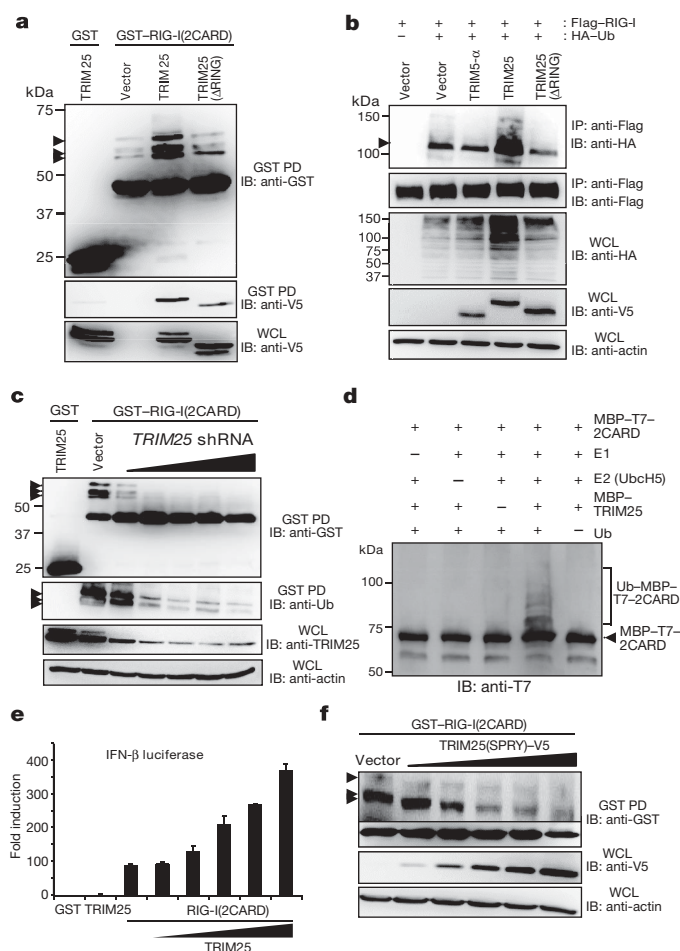 a
GST GST–RIG-I(2CARD)
TRIM25
Vector
TRIM25
TRIM25
(ΔRING)
kDa
75
50
37
25
GST PD
IB: anti-GST
GST PD
IB: anti-V5
WCL
IB: anti-V5
b
+ + + + + : Flag–RIG-I
– + + + + : HA–Ub
Vector
Vector
TRIM5-α
TRIM25
TRIM25
(ΔRING)
kDa
150
100
IP: anti-Flag
IB: anti-HA
IP: anti-Flag
IB: anti-Flag
150
100
75
50
37
WCL
IB: anti-HA
WCL
IB: anti-V5
WCL
IB: anti-actin
c
GST GST–RIG-I(2CARD)
TRIM25
Vector
TRIM25 shRNA
50
37
25
GST PD
IB: anti-GST
GST PD
IB: anti-Ub
WCL
IB: anti-TRIM25
WCL
IB: anti-actin
d
+ + + + + MBP–T7–
2CARD
– + + + + E1
+ – + + + E2 (UbcH5)
+ + – + + MBP–
TRIM25
+ + + + – Ub
kDa
100
75
50
Ub–MBP–
T7–2CARD
MBP–T7–
2CARD
IB: anti-T7
e
IFN-β luciferase
Fold induction
400
300
200
100
0
GST TRIM25 RIG-I(2CARD)
TRIM25
f
GST–RIG-I(2CARD)
TRIM25(SPRY)–V5
Vector
GST PD
IB: anti-GST
WCL
IB: anti-V5
WCL
IB: anti-actin